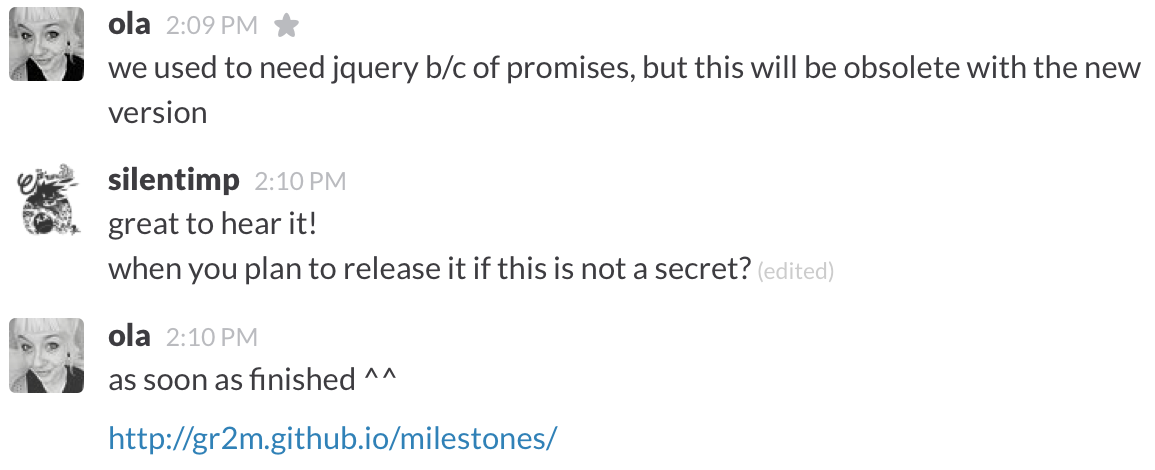 ola 2:09 PM
we used to need jquery b/c of promises, but this will be obsolete with the new
version
silentimp 2:10 PM
great to hear it!
when you plan to release it if this is not a secret? (edited)
ola 2:10 PM
as soon as finished ^^
http://gr2m.github.io/milestones/